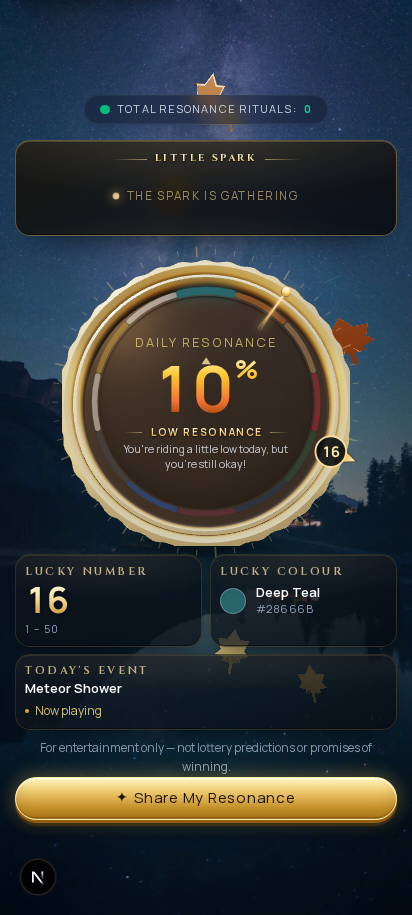 TOTAL RESONANCE RITUALS: 0
LITTLE SPARK
THE SPARK IS GATHERING
DAILY RESONANCE
10%
LOW RESONANCE
You're riding a little low today, but
you're still okay!
16
LUCKY NUMBER
16
1 – 50
LUCKY COLOUR
Deep Teal
#28666B
TODAY'S EVENT
Meteor Shower
• Now playing
For entertainment only — not lottery predictions or promises of
winning.
✦ Share My Resonance
N